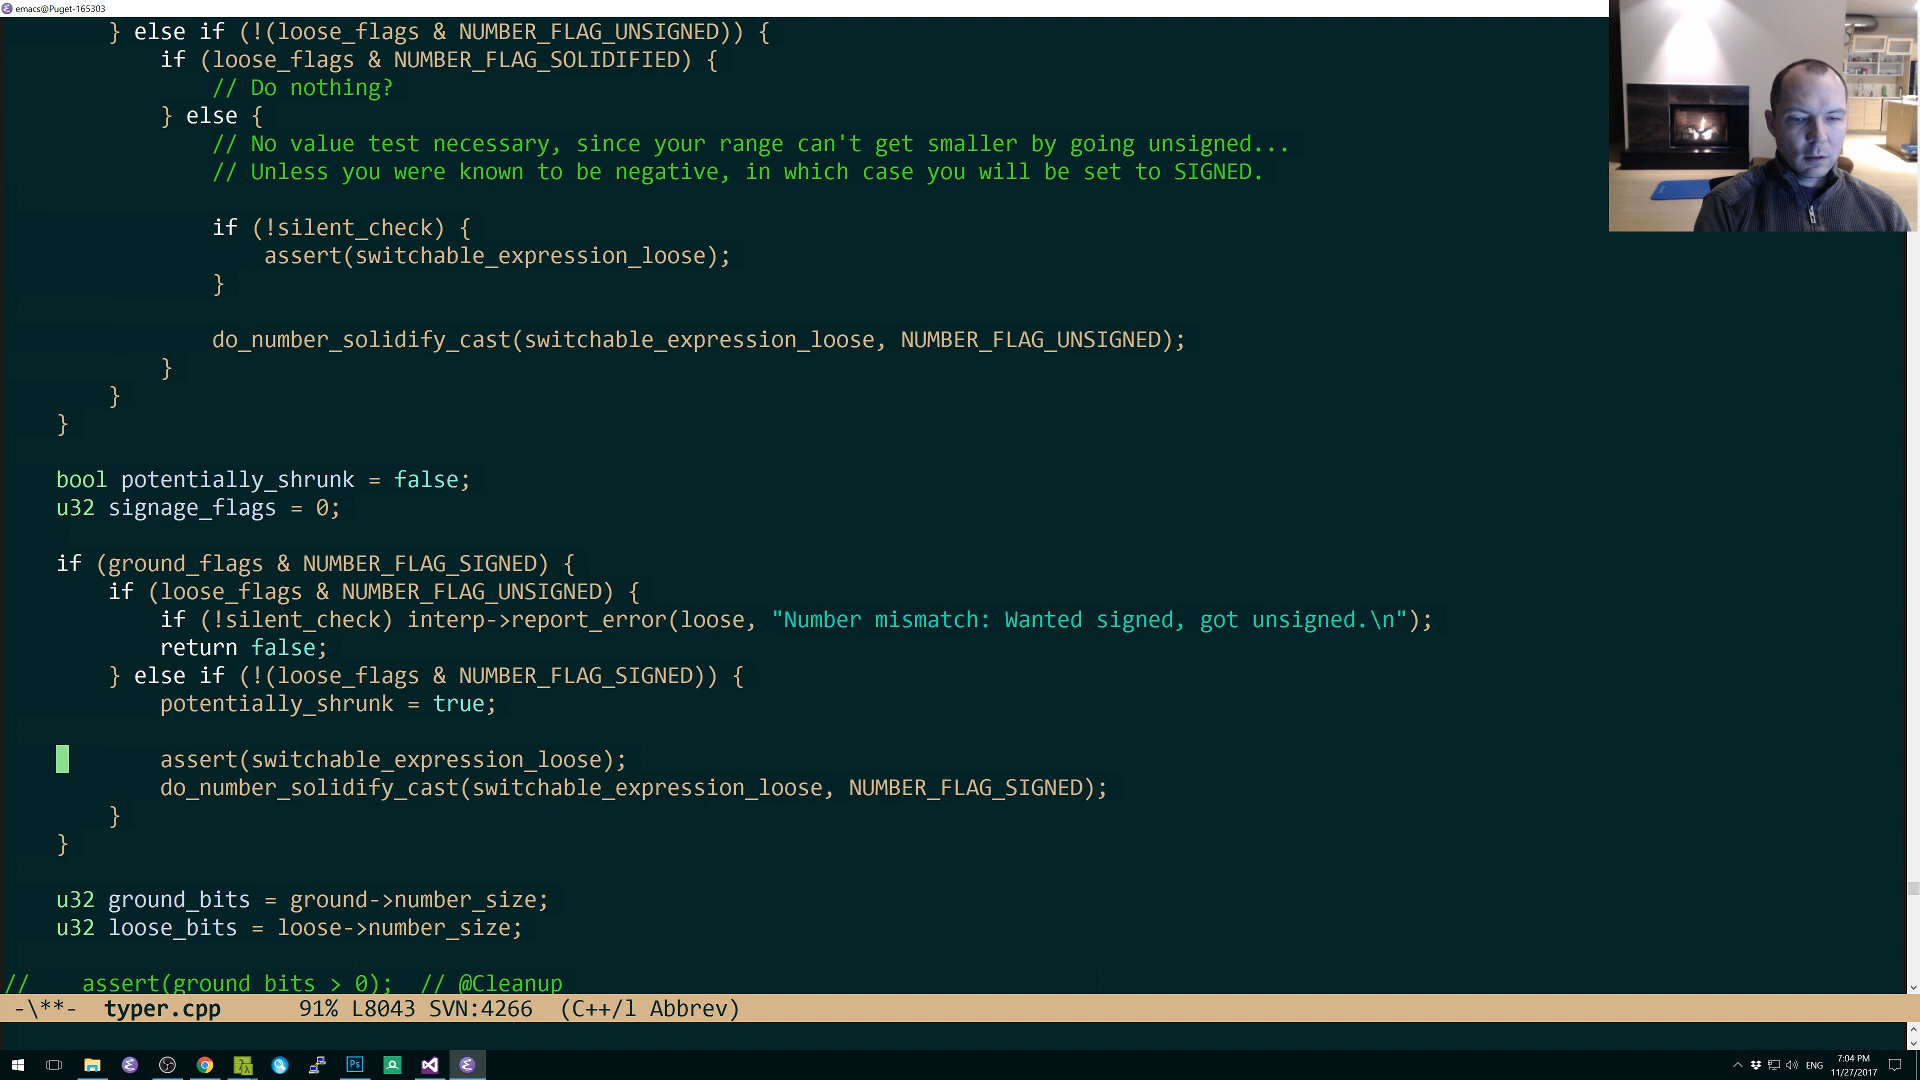 emacs@Puget-165303
} else if (!(loose_flags & NUMBER_FLAG_UNSIGNED)) {
if (loose_flags & NUMBER_FLAG_SOLIDIFIED) {
// Do nothing?
} else {
// No value test necessary, since your range can't get smaller by going unsigned...
// Unless you were known to be negative, in which case you will be set to SIGNED.
if (!silent_check) {
assert(switchable_expression_loose);
}
do_number_solidify_cast(switchable_expression_loose, NUMBER_FLAG_UNSIGNED);
}
}
}
bool potentially_shrunk = false;
u32 signage_flags = 0;
if (ground_flags & NUMBER_FLAG_SIGNED) {
if (loose_flags & NUMBER_FLAG_UNSIGNED) {
if (!silent_check) interp->report_error(loose, "Number mismatch: Wanted signed, got unsigned.\n");
return false;
} else if (!(loose_flags & NUMBER_FLAG_SIGNED)) {
potentially_shrunk = true;
assert(switchable_expression_loose);
do_number_solidify_cast(switchable_expression_loose, NUMBER_FLAG_SIGNED);
}
}
u32 ground_bits = ground->number_size;
u32 loose_bits = loose->number_size;
// assert(ground_bits > 0); // @Cleanup
-\**- typer.cpp 91% L8043 SVN:4266 (C++/l Abbrev)
Ps
ENG
7:04 PM
11/27/2017